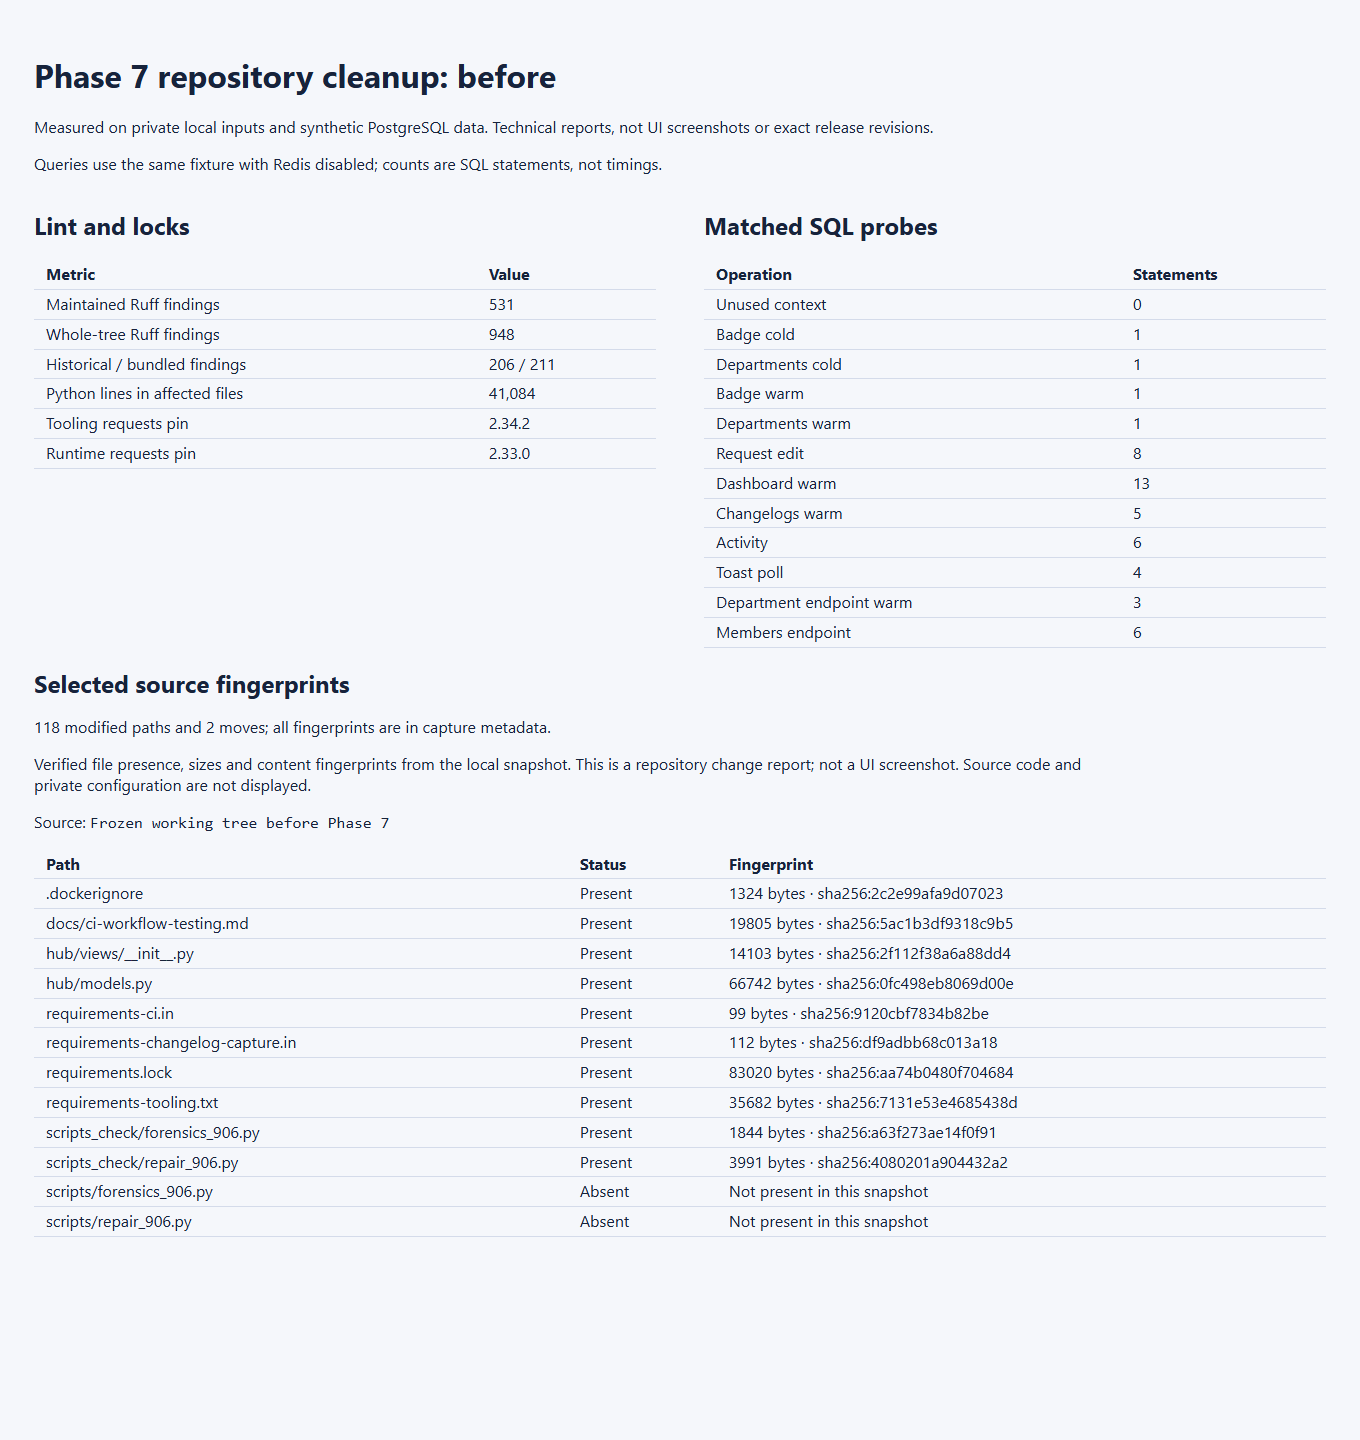 Phase 7 repository cleanup: before
Measured on private local inputs and synthetic PostgreSQL data. Technical reports, not UI screenshots or exact release revisions.
Queries use the same fixture with Redis disabled; counts are SQL statements, not timings.
Lint and locks
Metric Value
Maintained Ruff findings 531
Whole-tree Ruff findings 948
Historical / bundled findings 206 / 211
Python lines in affected files 41,084
Tooling requests pin 2.34.2
Runtime requests pin 2.33.0
Matched SQL probes
Operation Statements
Unused context 0
Badge cold 1
Departments cold 1
Badge warm 1
Departments warm 1
Request edit 8
Dashboard warm 13
Changelogs warm 5
Activity 6
Toast poll 4
Department endpoint warm 3
Members endpoint 6
Selected source fingerprints
118 modified paths and 2 moves; all fingerprints are in capture metadata.
Verified file presence, sizes and content fingerprints from the local snapshot. This is a repository change report; not a UI screenshot. Source code and
private configuration are not displayed.
Source: Frozen working tree before Phase 7
Path Status Fingerprint
.dockerignore Present 1324 bytes · sha256:2c2e99afa9d07023
docs/ci-workflow-testing.md Present 19805 bytes · sha256:5ac1b3df9318c9b5
hub/views/__init__.py Present 14103 bytes · sha256:2f112f38a6a88dd4
hub/models.py Present 66742 bytes · sha256:0fc498eb8069d00e
requirements-ci.in Present 99 bytes · sha256:9120cbf7834b82be
requirements-changelog-capture.in Present 112 bytes · sha256:df9adbb68c013a18
requirements.lock Present 83020 bytes · sha256:aa74b0480f704684
requirements-tooling.txt Present 35682 bytes · sha256:7131e53e4685438d
scripts_check/forensics_906.py Present 1844 bytes · sha256:a63f273ae14f0f91
scripts_check/repair_906.py Present 3991 bytes · sha256:4080201a904432a2
scripts/forensics_906.py Absent Not present in this snapshot
scripts/repair_906.py Absent Not present in this snapshot